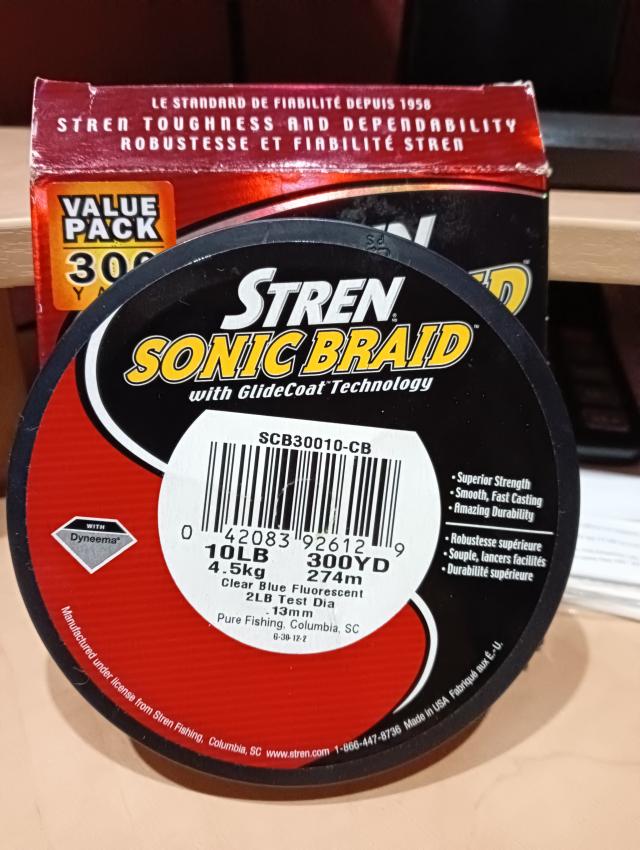 LE STANDARD DE FIABILITÉ DEPUIS 1958
STREN TOUGHNESS AND DEPENDABILITY
ROBUSTESSE ET FIABILITÉ STREN
VALUE
PACK
300
STREN
SONIC BRAID™
with GlideCoat™ Technology
SCB30010-CB
0 42083 92612 9
10LB 300YD
4.5kg 274m
Clear Blue Fluorescent
2LB Test Dia
.13mm
Pure Fishing, Columbia, SC
6-30-12-2
• Superior Strength
• Smooth, Fast Casting
• Amazing Durability
• Robustesse supérieure
• Souple, lancers facilités
• Durabilité supérieure
WITH
Dyneema®
Manufactured under license from Stren Fishing, Columbia, SC www.stren.com 1-866-447-8736 Made in USA Fabriqué aux É.-U.